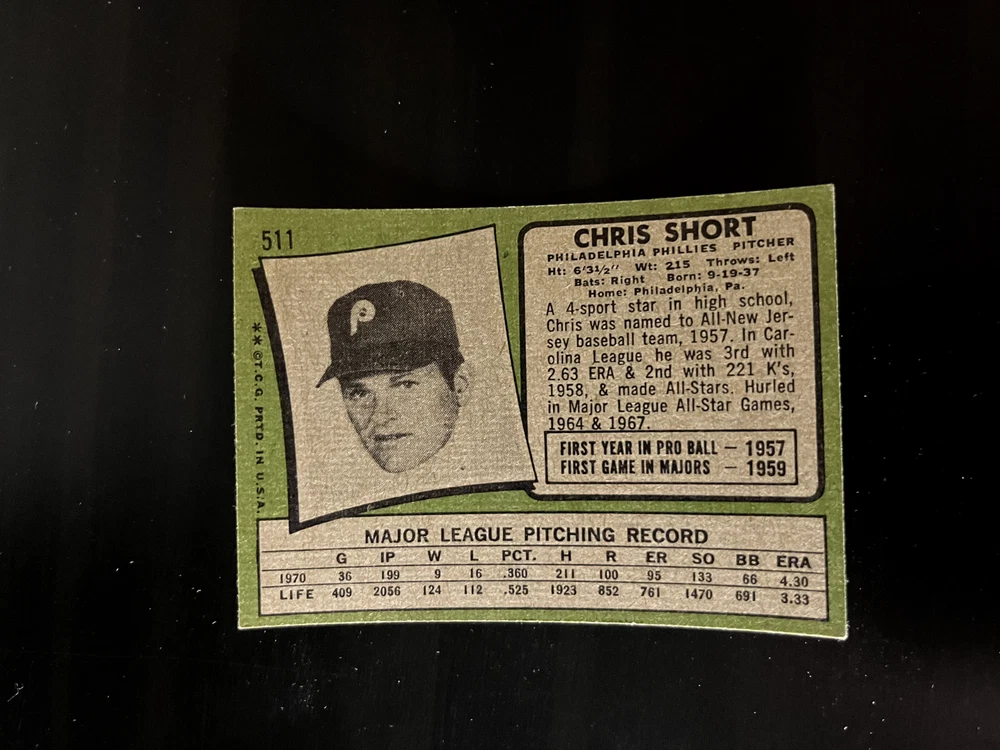 511
CHRIS SHORT
PHILADELPHIA PHILLIES PITCHER
Ht: 6'3½" Wt: 215 Throws: Left
Bats: Right Born: 9-19-37
Home: Philadelphia, Pa.
A 4-sport star in high school,
Chris was named to All-New Jer-
sey baseball team, 1957. In Car-
olina League he was 3rd with
2.63 ERA & 2nd with 221 K's,
1958, & made All-Stars. Hurled
in Major League All-Star Games,
1964 & 1967.
FIRST YEAR IN PRO BALL — 1957
FIRST GAME IN MAJORS — 1959
P
** ©T.C.G. PRTD. IN U.S.A.
MAJOR LEAGUE PITCHING RECORD
G IP W L PCT. H R ER SO BB ERA
1970 36 199 9 16 .360 211 100 95 133 66 4.30
LIFE 409 2056 124 112 .525 1923 852 761 1470 691 3.33